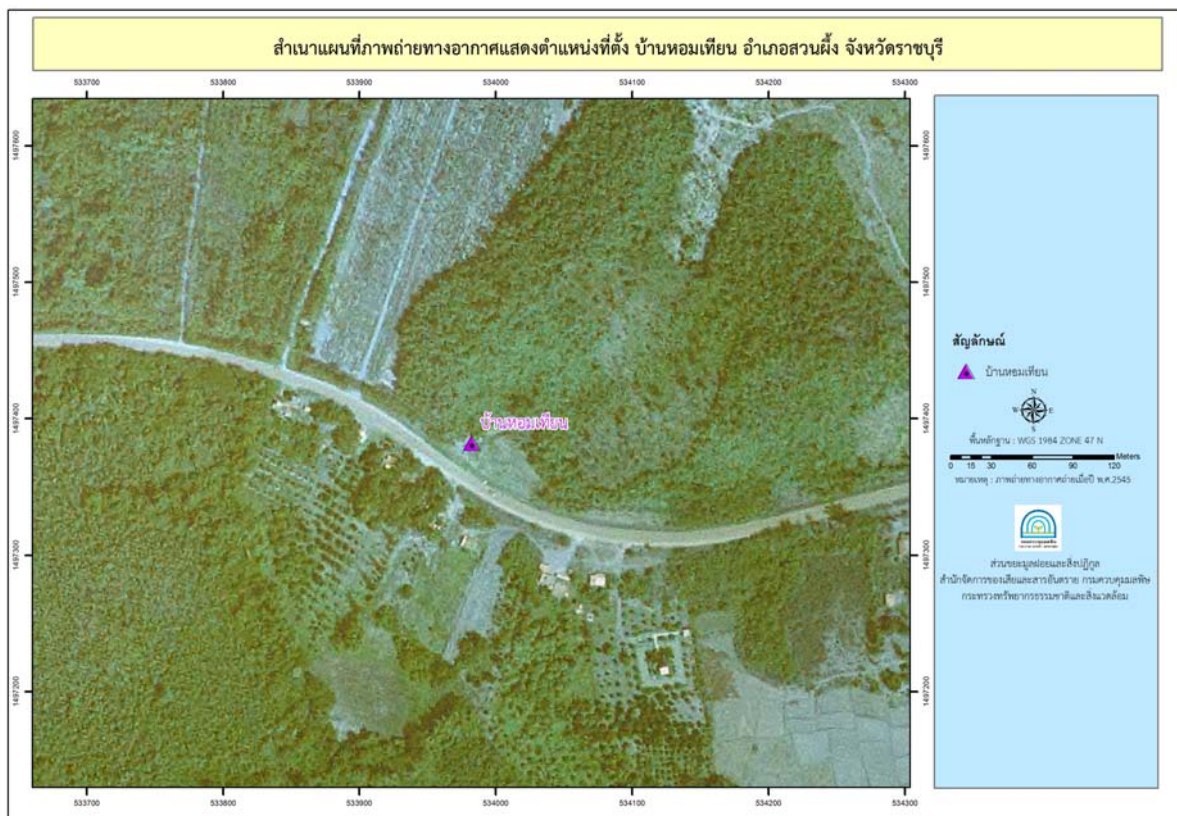 สำเนาแผนที่ภาพถ่ายทางอากาศแสดงตำแหน่งที่ตั้ง บ้านหอมเทียน อำเภอสวนผึ้ง จังหวัดราชบุรี
533700 533800 533900 534000 534100 534200 534300
1497600 1497600
1497500 1497500
1497400 1497400
บ้านหอมเทียน
1497300 1497300
1497200 1497200
533700 533800 533900 534000 534100 534200 534300
สัญลักษณ์
บ้านหอมเทียน
N
W E
S
พื้นหลักฐาน : WGS 1984 ZONE 47 N
Meters
0 15 30 60 90 120
หมายเหตุ : ภาพถ่ายทางอากาศถ่ายเมื่อปี พ.ศ.2545
ส่วนขยะมูลฝอยและสิ่งปฏิกูล
สำนักจัดการของเสียและสารอันตราย กรมควบคุมมลพิษ
กระทรวงทรัพยากรธรรมชาติและสิ่งแวดล้อม